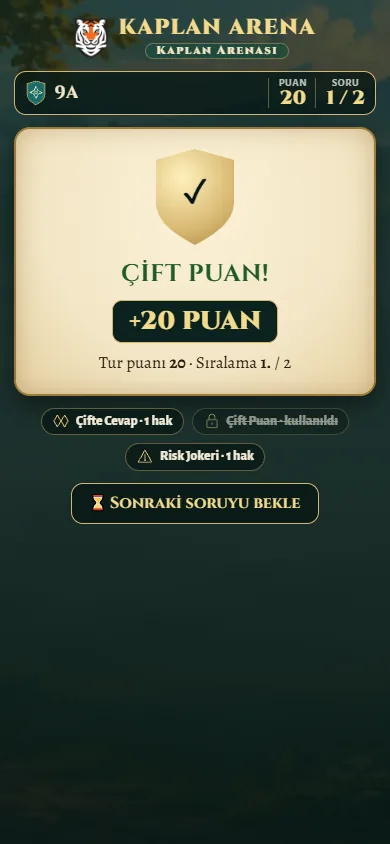 KAPLAN ARENA
KAPLAN ARENASI
9A
PUAN
20
SORU
1 / 2
✓
ÇİFT PUAN!
+20 PUAN
Tur puanı 20 · Sıralama 1. / 2
Çifte Cevap · 1 hak
Çift Puan · kullanıldı
Risk Jokeri · 1 hak
SONRAKİ SORUYU BEKLE